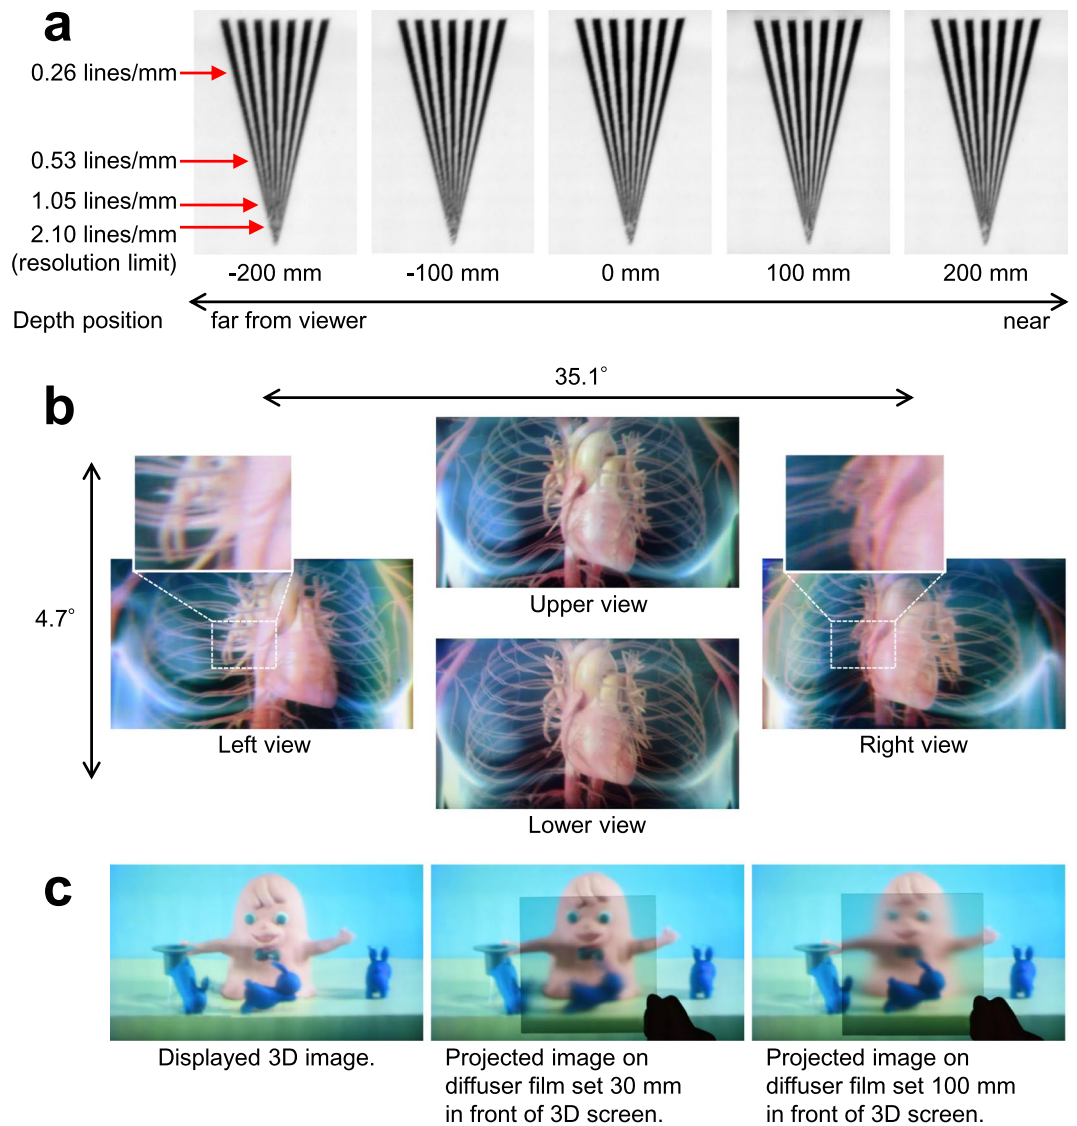 a
0.26 lines/mm
0.53 lines/mm
1.05 lines/mm
2.10 lines/mm
(resolution limit)
-200 mm
-100 mm
0 mm
100 mm
200 mm
Depth position
far from viewer
near
b
35.1°
4.7°
Upper view
Left view
Right view
Lower view
c
Displayed 3D image.
Projected image on
diffuser film set 30 mm
in front of 3D screen.
Projected image on
diffuser film set 100 mm
in front of 3D screen.